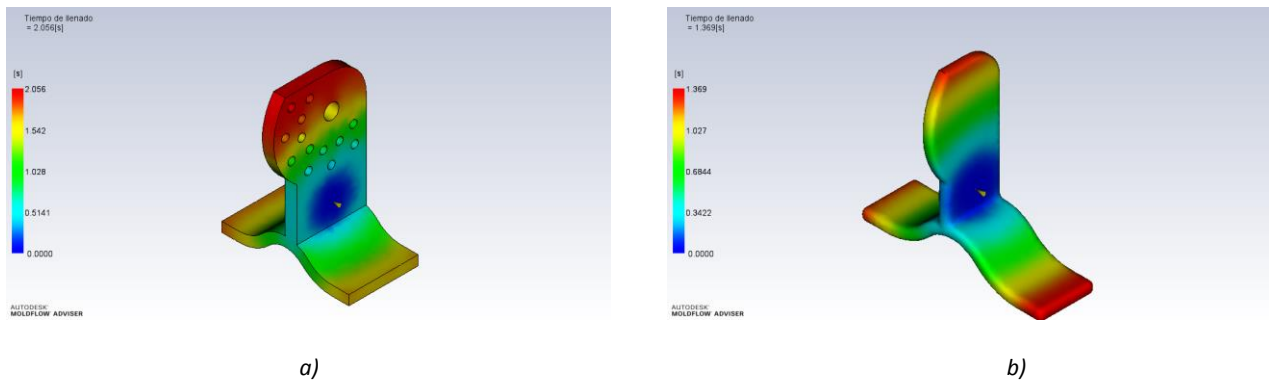 Tiempo de llenado
= 2.056[s]
[s]
2.056
1.542
1.028
0.5141
0.0000
AUTODESK®
MOLDFLOW® ADVISER
a)
Tiempo de llenado
= 1.369[s]
[s]
1.369
1.027
0.6844
0.3422
0.0000
AUTODESK®
MOLDFLOW® ADVISER
b)